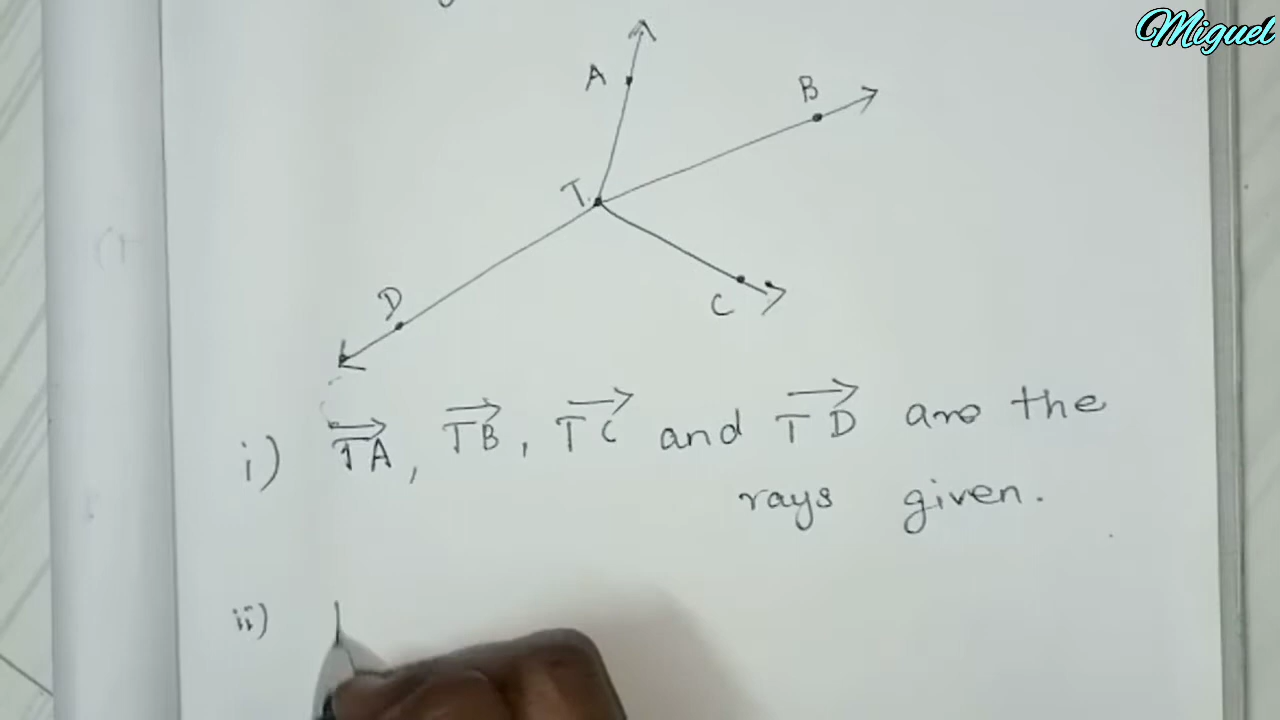 Miguel
A
B
T
D
C
i) TA, TB, TC and TD are the
rays given.
ii)